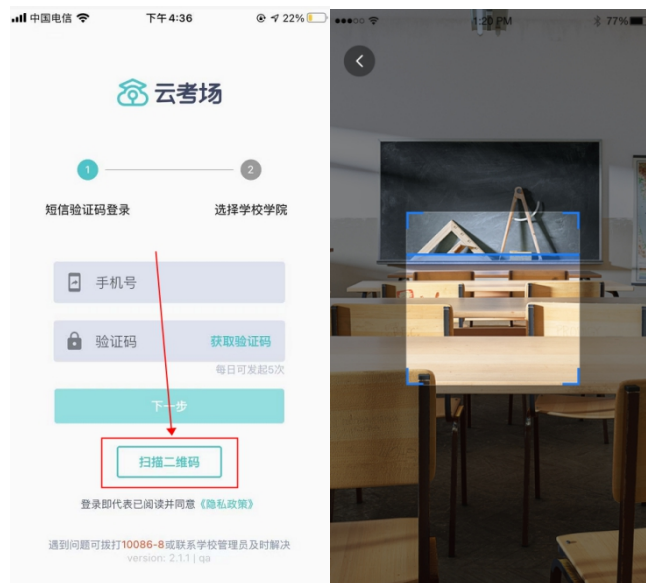 中国电信 下午4:36 22%
云考场
1 2
短信验证码登录 选择学校学院
手机号
验证码 获取验证码
每日可发起5次
下一步
扫描二维码
登录即代表已阅读并同意《隐私政策》
遇到问题可拨打10086-8或联系学校管理员及时解决
version: 2.1.1 | qa
1:20 PM 77%